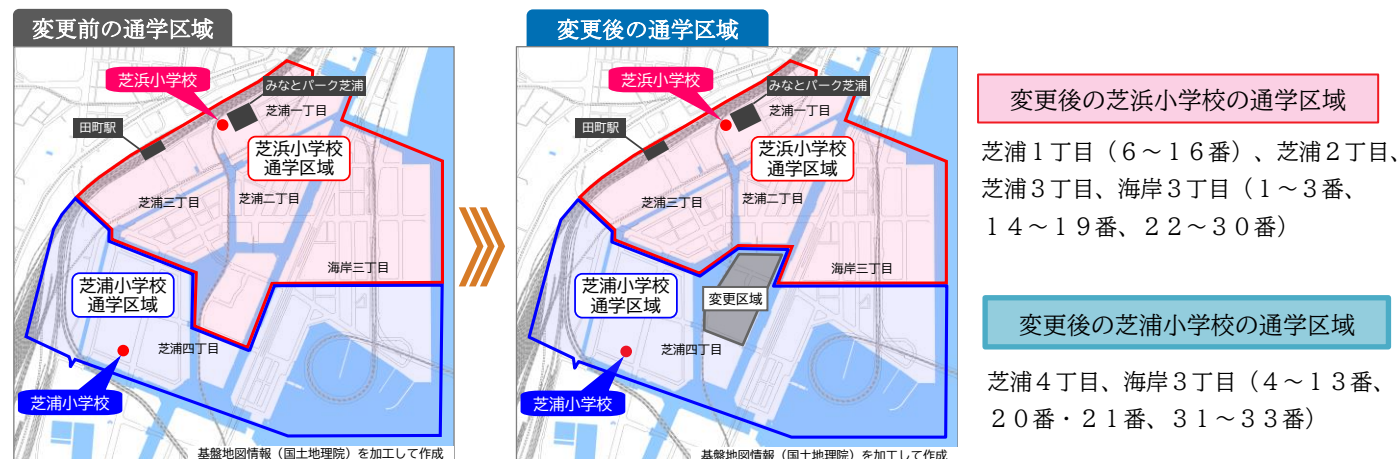 変更前の通学区域
芝浜小学校
みなとパーク芝浦
芝浦一丁目
田町駅
芝浜小学校
通学区域
芝浦三丁目
芝浦二丁目
海岸三丁目
芝浦小学校
通学区域
芝浦四丁目
芝浦小学校
基盤地図情報（国土地理院）を加工して作成
変更後の通学区域
芝浜小学校
みなとパーク芝浦
芝浦一丁目
田町駅
芝浜小学校
通学区域
芝浦三丁目
芝浦二丁目
海岸三丁目
芝浦小学校
通学区域
変更区域
芝浦四丁目
芝浦小学校
基盤地図情報（国土地理院）を加工して作成
変更後の芝浜小学校の通学区域
芝浦１丁目（６～１６番）、芝浦２丁目、
芝浦３丁目、海岸３丁目（１～３番、
１４～１９番、２２～３０番）
変更後の芝浦小学校の通学区域
芝浦４丁目、海岸３丁目（４～１３番、
２０番・２１番、３１～３３番）